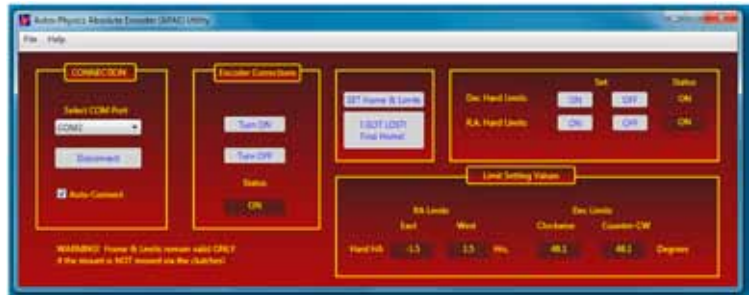 Astro-Physics Absolute Encoder (APAE) Utility
File Help
CONNECTION
Select COM Port
COM2
Disconnect
Auto-Connect
WARNING! Home & Limits remain valid ONLY
if the mount is NOT moved via the clutches!
Encoder Corrections
Turn ON
Turn OFF
Status
ON
SET Home & Limits
I GOT LOST!
Find Home!
Set Status
Dec. Hard Limits ON OFF ON
R.A. Hard Limits ON OFF ON
Limit Setting Values
RA Limits Dec. Limits
East West Clockwise Counter-CW
Hard HA -1.5 1.5 Hrs. 48.1 48.1 Degrees